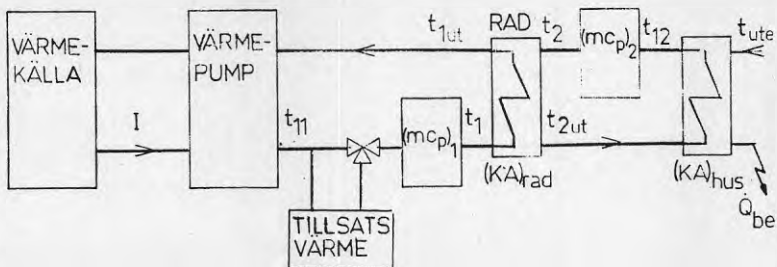 VÄRME-
KÄLLA
I
VÄRME-
PUMP
t11
TILLSATS
VÄRME
(mcp)1
t1
t1ut
RAD
(KA)rad
t2
t2ut
(mcp)2
t12
tute
(KA)hus
Q̇be